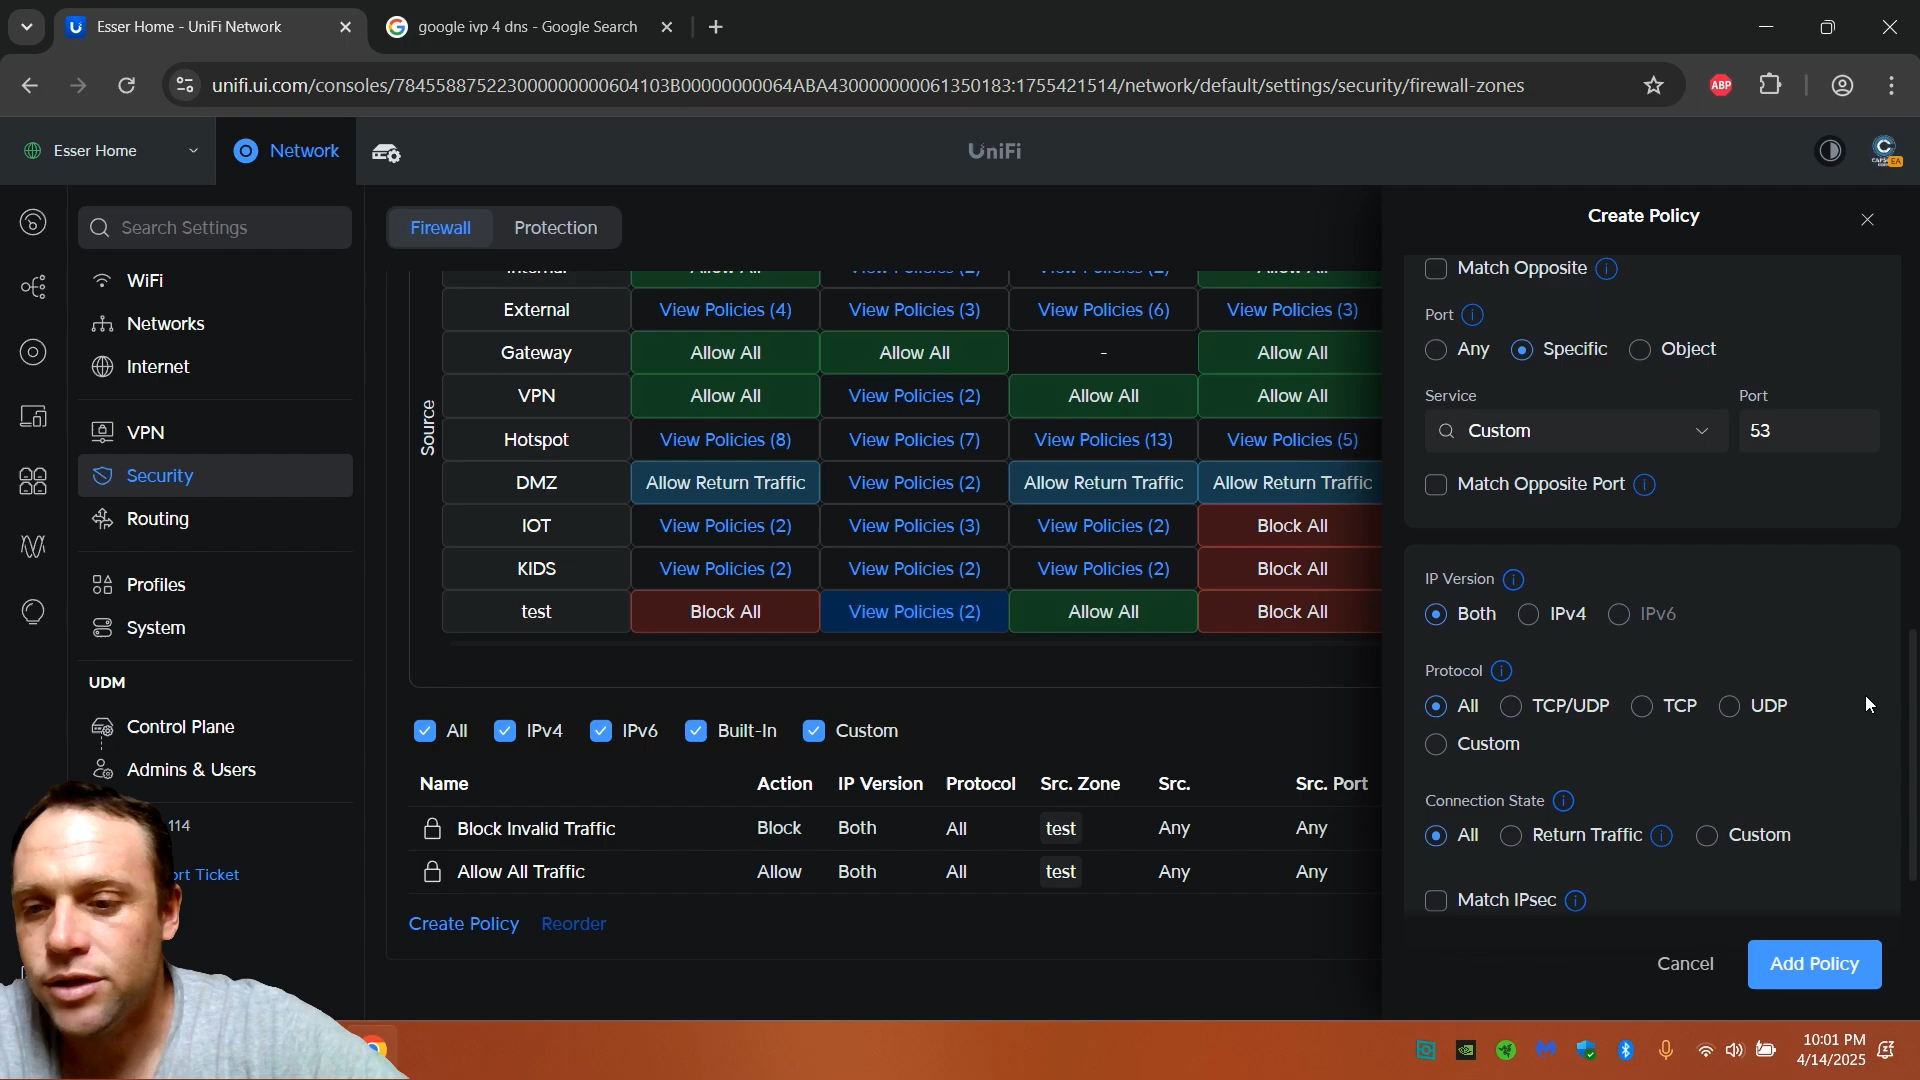 Esser Home - UniFi Network
google ivp 4 dns - Google Search
unifi.ui.com/consoles/7845588752230000000000604103B00000000064ABA430000000061350183:1755421514/network/default/settings/security/firewall-zones
ABP
Esser Home
Network
UniFi
EA
Search Settings
WiFi
Networks
Internet
VPN
Security
Routing
Profiles
System
UDM
Control Plane
Admins & Users
114
ort Ticket
Firewall
Protection
Source
External View Policies (4) View Policies (3) View Policies (6) View Policies (3)
Gateway Allow All Allow All - Allow All
VPN Allow All View Policies (2) Allow All Allow All
Hotspot View Policies (8) View Policies (7) View Policies (13) View Policies (5)
DMZ Allow Return Traffic View Policies (2) Allow Return Traffic Allow Return Traffic
IOT View Policies (2) View Policies (3) View Policies (2) Block All
KIDS View Policies (2) View Policies (2) View Policies (2) Block All
test Block All View Policies (2) Allow All Block All
All IPv4 IPv6 Built-In Custom
Name Action IP Version Protocol Src. Zone Src. Src. Port
Block Invalid Traffic Block Both All test Any Any
Allow All Traffic Allow Both All test Any Any
Create Policy Reorder
Create Policy
Match Opposite
Port
Any Specific Object
Service Port
Custom 53
Match Opposite Port
IP Version
Both IPv4 IPv6
Protocol
All TCP/UDP TCP UDP
Custom
Connection State
All Return Traffic Custom
Match IPsec
Cancel Add Policy
10:01 PM
4/14/2025